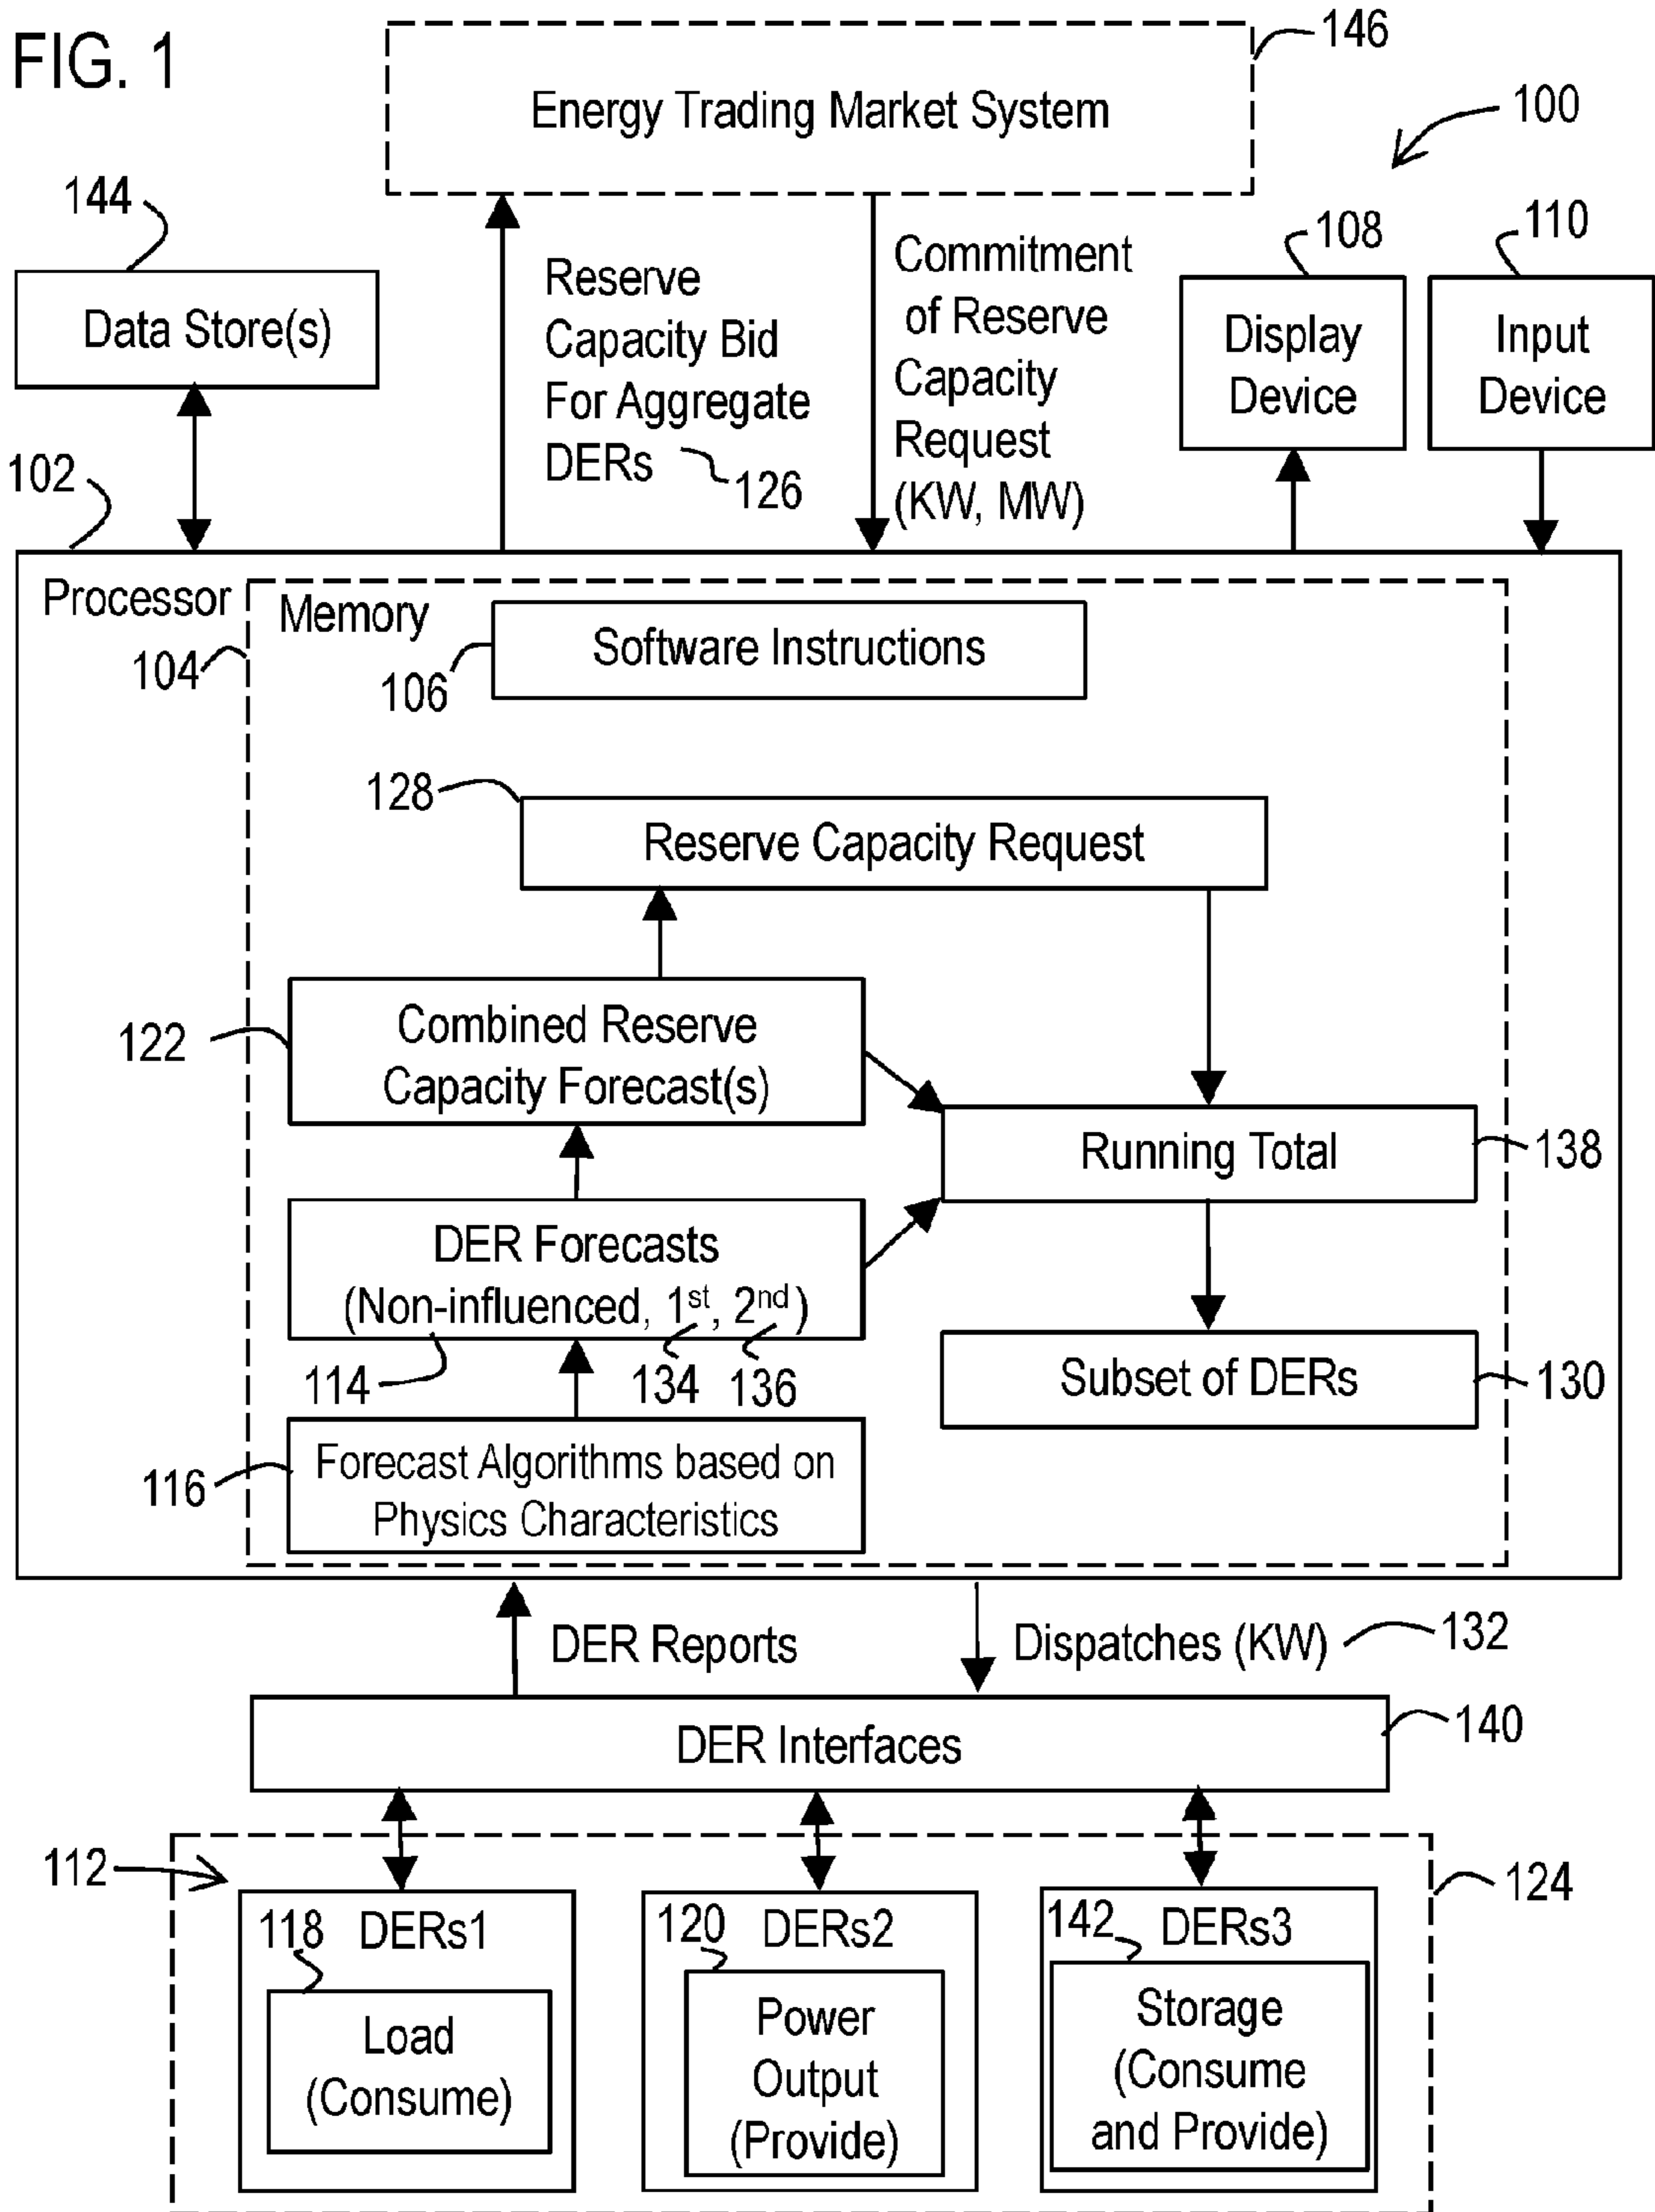 FIG. 1
146
Energy Trading Market System
100
144
108
110
Data Store(s)
Reserve
Capacity Bid
For Aggregate
DERs
126
Commitment
of Reserve
Capacity
Request
(KW, MW)
Display
Device
Input
Device
102
Processor
Memory
104
Software Instructions
106
128
Reserve Capacity Request
122
Combined Reserve
Capacity Forecast(s)
Running Total
138
DER Forecasts
(Non-influenced, 1st, 2nd)
114
134
136
Subset of DERs
130
116
Forecast Algorithms based on
Physics Characteristics
DER Reports
Dispatches (KW)
132
DER Interfaces
140
112
124
118
DERs1
Load
(Consume)
120
DERs2
Power
Output
(Provide)
142
DERs3
Storage
(Consume
and Provide)